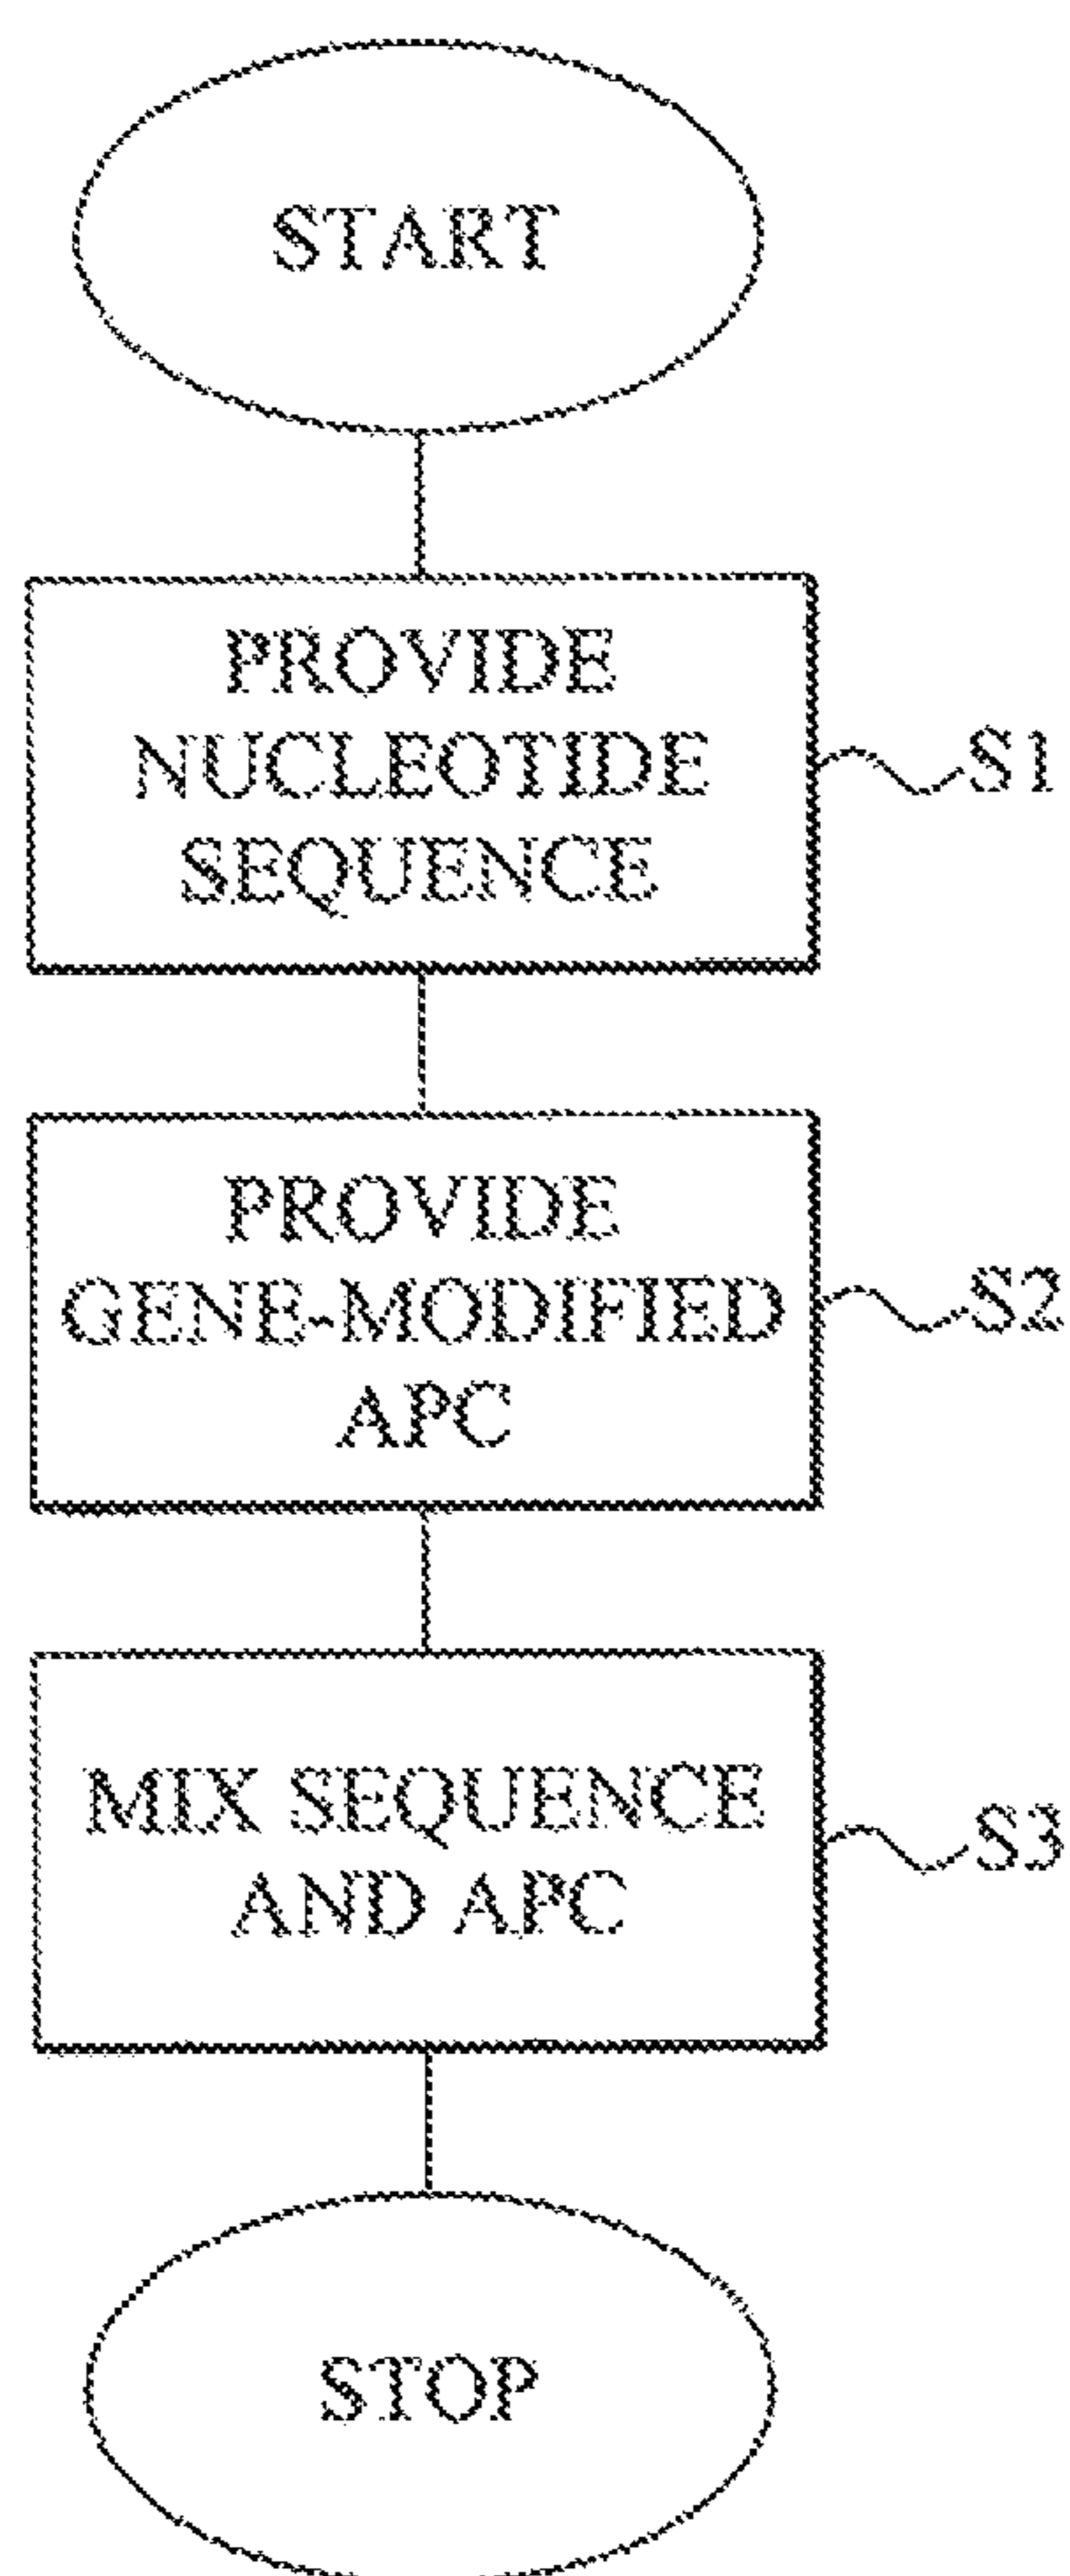 START
PROVIDE
NUCLEOTIDE
SEQUENCE
S1
PROVIDE
GENE-MODIFIED
APC
S2
MIX SEQUENCE
AND APC
S3
STOP